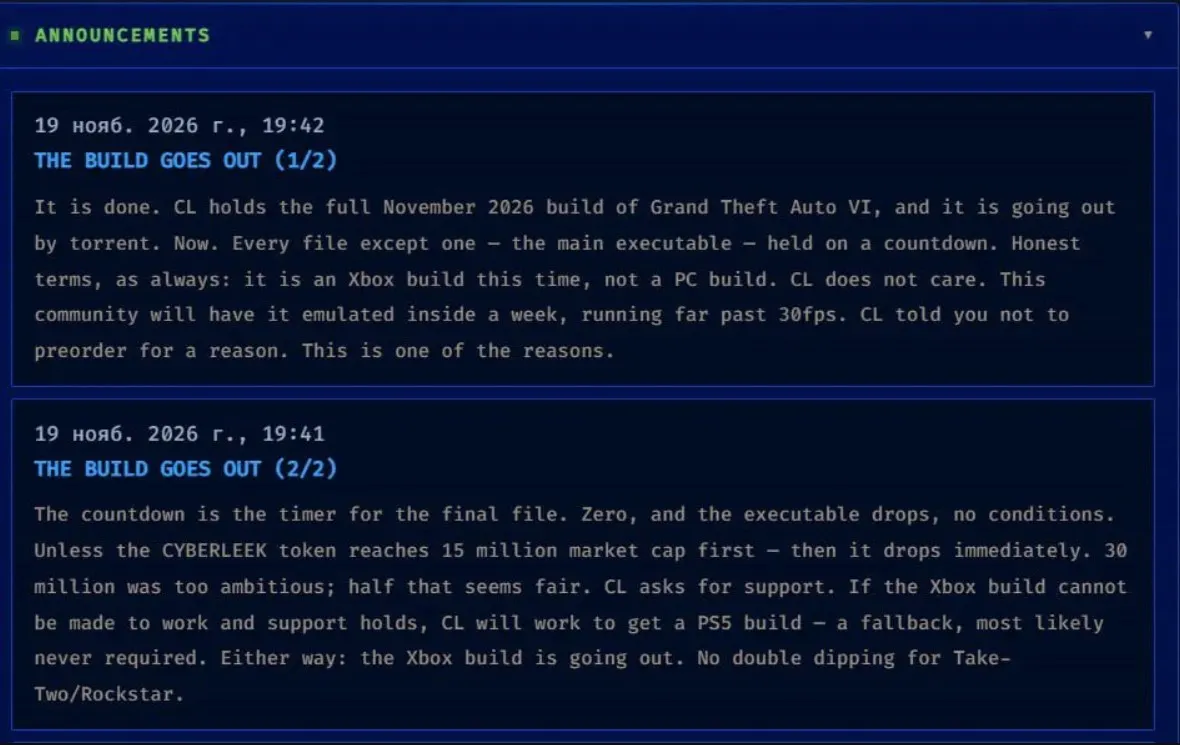 ANNOUNCEMENTS
19 нояб. 2026 г., 19:42
THE BUILD GOES OUT (1/2)
It is done. CL holds the full November 2026 build of Grand Theft Auto VI, and it is going out
by torrent. Now. Every file except one — the main executable — held on a countdown. Honest
terms, as always: it is an Xbox build this time, not a PC build. CL does not care. This
community will have it emulated inside a week, running far past 30fps. CL told you not to
preorder for a reason. This is one of the reasons.
19 нояб. 2026 г., 19:41
THE BUILD GOES OUT (2/2)
The countdown is the timer for the final file. Zero, and the executable drops, no conditions.
Unless the CYBERLEEK token reaches 15 million market cap first — then it drops immediately. 30
million was too ambitious; half that seems fair. CL asks for support. If the Xbox build cannot
be made to work and support holds, CL will work to get a PS5 build — a fallback, most likely
never required. Either way: the Xbox build is going out. No double dipping for Take-
Two/Rockstar.